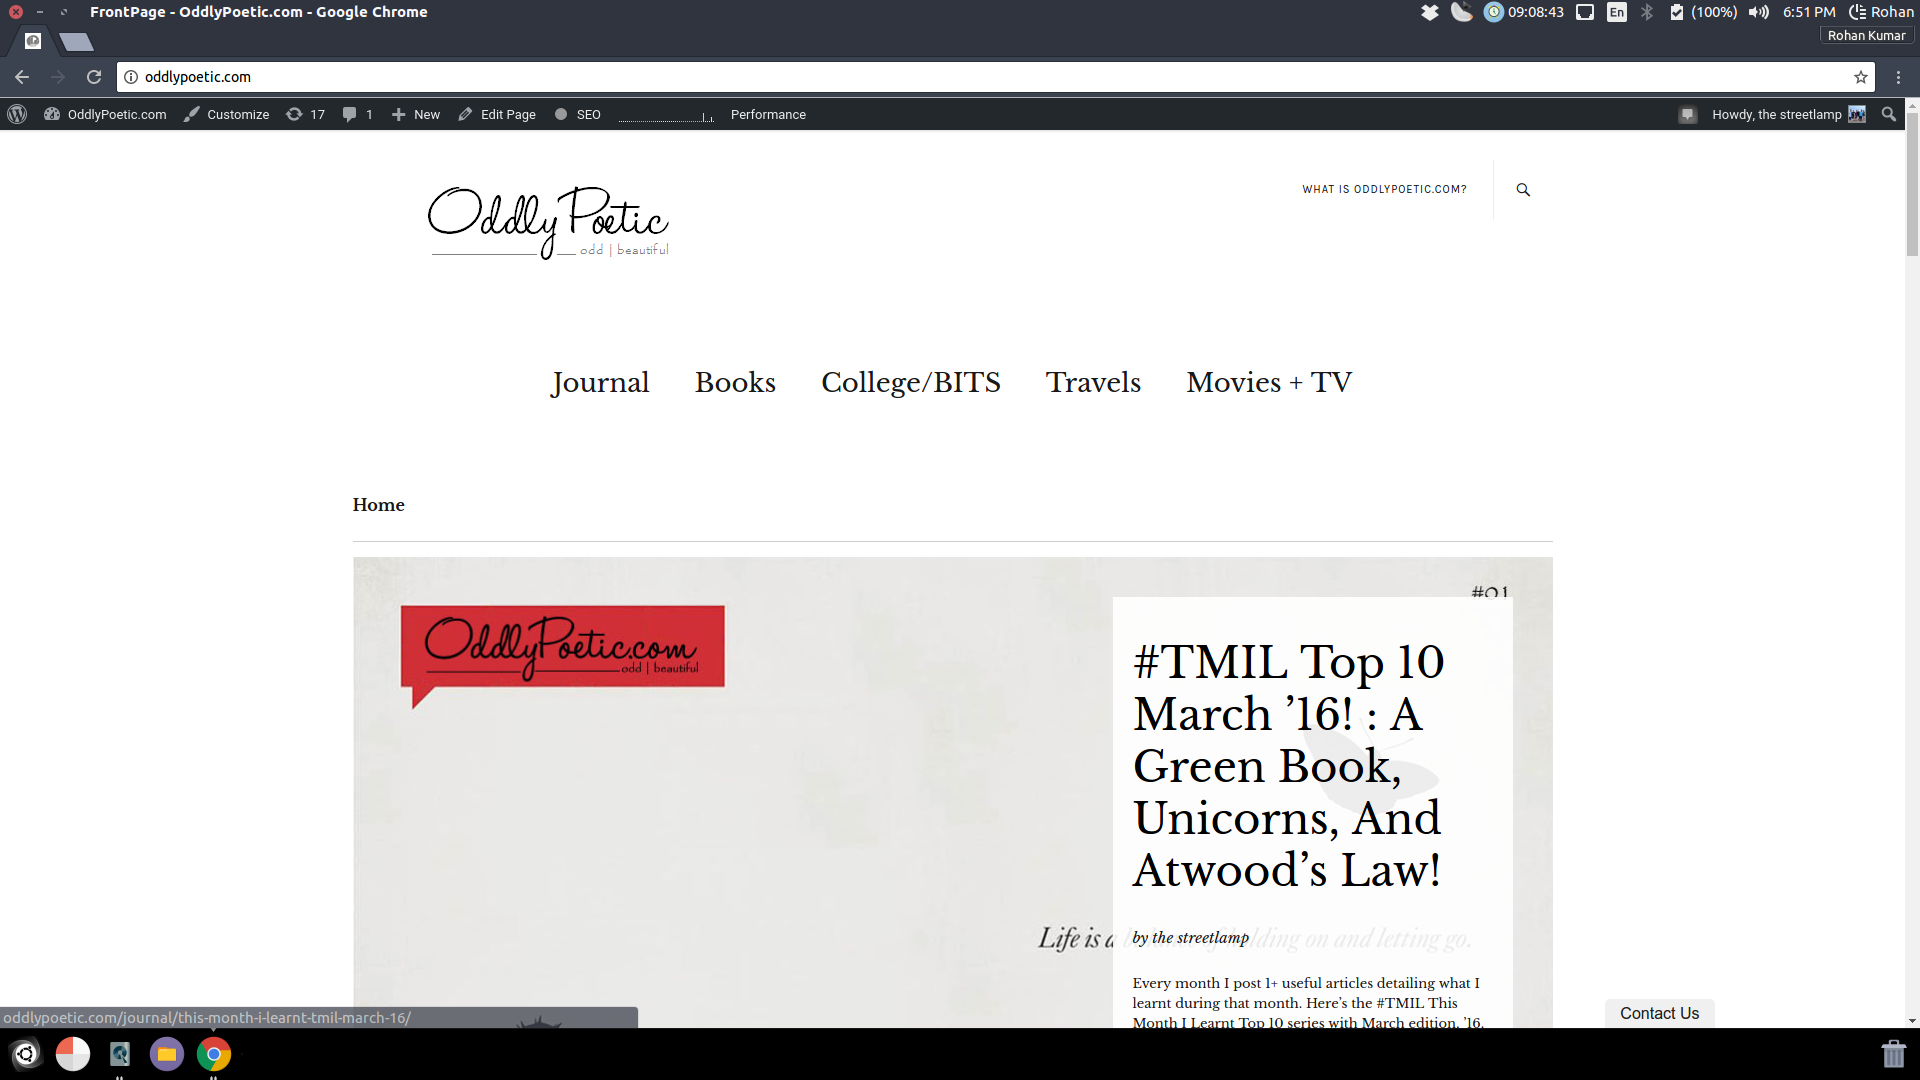 FrontPage - OddlyPoetic.com - Google Chrome
09:08:43 En (100%) 6:51 PM Rohan
Rohan Kumar
oddlypoetic.com
OddlyPoetic.com Customize 17 1 New Edit Page SEO Performance
Howdy, the streetlamp
OddlyPoetic
odd | beautiful
WHAT IS ODDLYPOETIC.COM?
Journal Books College/BITS Travels Movies + TV
Home
#01
OddlyPoetic.com
odd | beautiful
#TMIL Top 10
March ’16! : A
Green Book,
Unicorns, And
Atwood’s Law!
Life is a balance of holding on and letting go.
by the streetlamp
Every month I post 1+ useful articles detailing what I
learnt during that month. Here’s the #TMIL This
Month I Learnt Top 10 series with March edition, ’16.
Contact Us
oddlypoetic.com/journal/this-month-i-learnt-tmil-march-16/